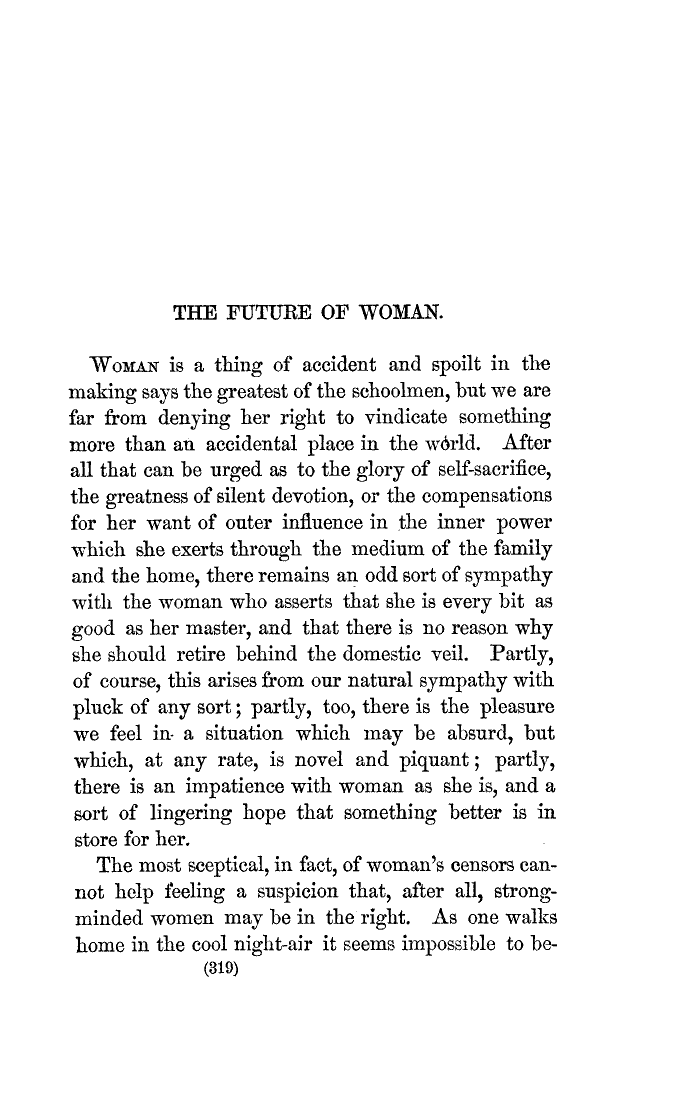 THE FUTURE OF WOMAN.
WOMAN is a thing of accident and spoilt in the
making says the greatest of the schoolmen, but we are
far from denying her right to vindicate something
more than an accidental place in the world. After
all that can be urged as to the glory of self-sacrifice,
the greatness of silent devotion, or the compensations
for her want of outer influence in the inner power
which she exerts through the medium of the family
and the home, there remains an odd sort of sympathy
with the woman who asserts that she is every bit as
good as her master, and that there is no reason why
she should retire behind the domestic veil. Partly,
of course, this arises from our natural sympathy with
pluck of any sort; partly, too, there is the pleasure
we feel in a situation which may be absurd, but
which, at any rate, is novel and piquant; partly,
there is an impatience with woman as she is, and a
sort of lingering hope that something better is in
store for her.
The most sceptical, in fact, of woman's censors can-
not help feeling a suspicion that, after all, strong-
minded women may be in the right. As one walks
home in the cool night-air it seems impossible to be-
(319)